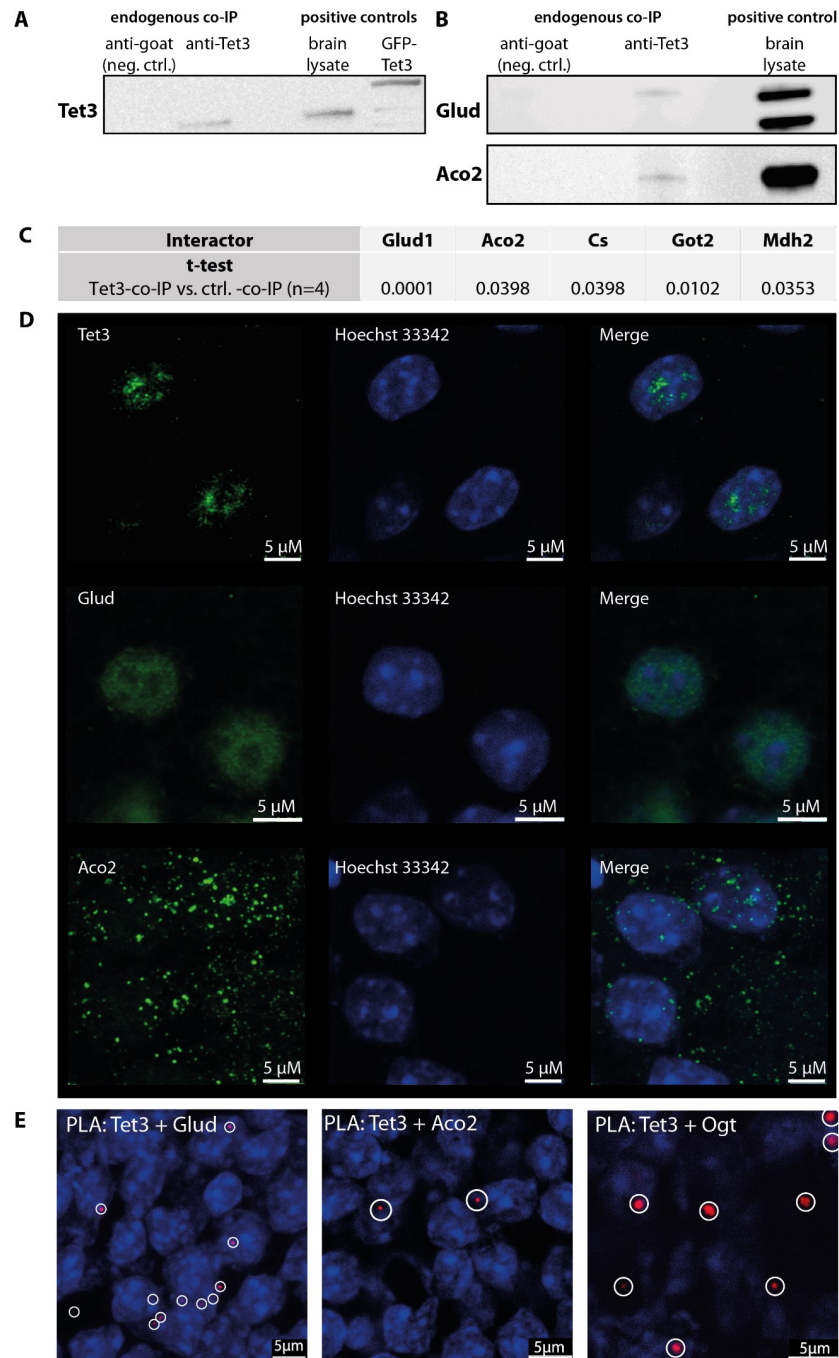 A
endogenous co-IP
positive controls
anti-goat
(neg. ctrl.)
anti-Tet3
brain
lysate
GFP-
Tet3
Tet3
B
endogenous co-IP
positive control
anti-goat
(neg. ctrl.)
anti-Tet3
brain
lysate
Glud
Aco2
C
Interactor Glud1 Aco2 Cs Got2 Mdh2
t-test
Tet3-co-IP vs. ctrl. -co-IP (n=4) 0.0001 0.0398 0.0398 0.0102 0.0353
D
Tet3
5 µM
Hoechst 33342
5 µM
Merge
5 µM
Glud
5 µM
Hoechst 33342
5 µM
Merge
5 µM
Aco2
5 µM
Hoechst 33342
5 µM
Merge
5 µM
E
PLA: Tet3 + Glud
5µm
PLA: Tet3 + Aco2
5µm
PLA: Tet3 + Ogt
5µm